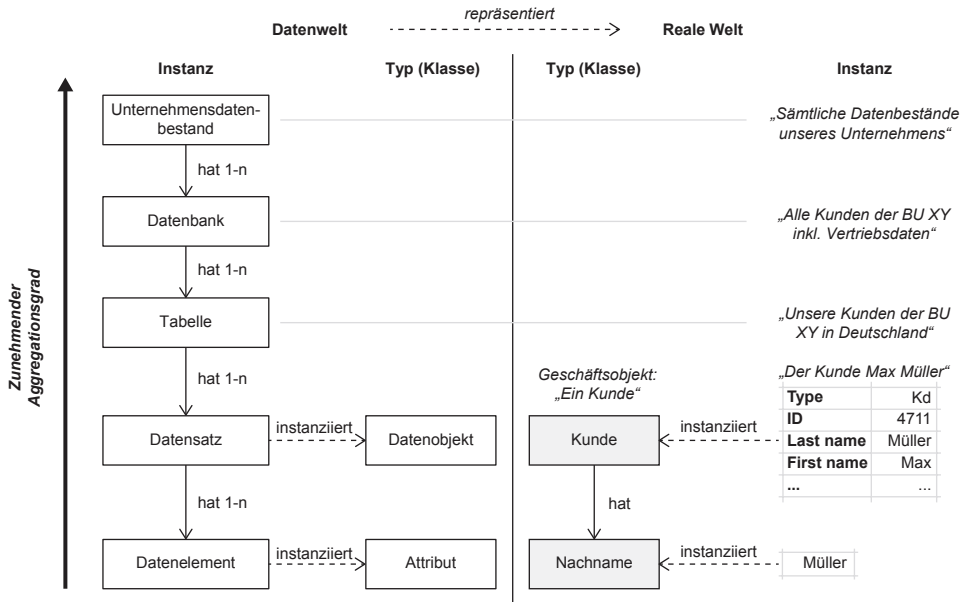 repräsentiert
Datenwelt
Reale Welt
Instanz
Typ (Klasse)
Typ (Klasse)
Instanz
Unternehmensdaten-
bestand
„Sämtliche Datenbestände
unseres Unternehmens“
hat 1-n
Datenbank
„Alle Kunden der BU XY
inkl. Vertriebsdaten“
hat 1-n
Tabelle
„Unsere Kunden der BU
XY in Deutschland“
Zunehmender
Aggregationsgrad
hat 1-n
Geschäftsobjekt:
„Ein Kunde“
„Der Kunde Max Müller“
Type Kd
ID 4711
Last name Müller
First name Max
... ...
Datensatz
instanziiert
Datenobjekt
Kunde
instanziiert
hat 1-n
hat
Datenelement
instanziiert
Attribut
Nachname
instanziiert
Müller